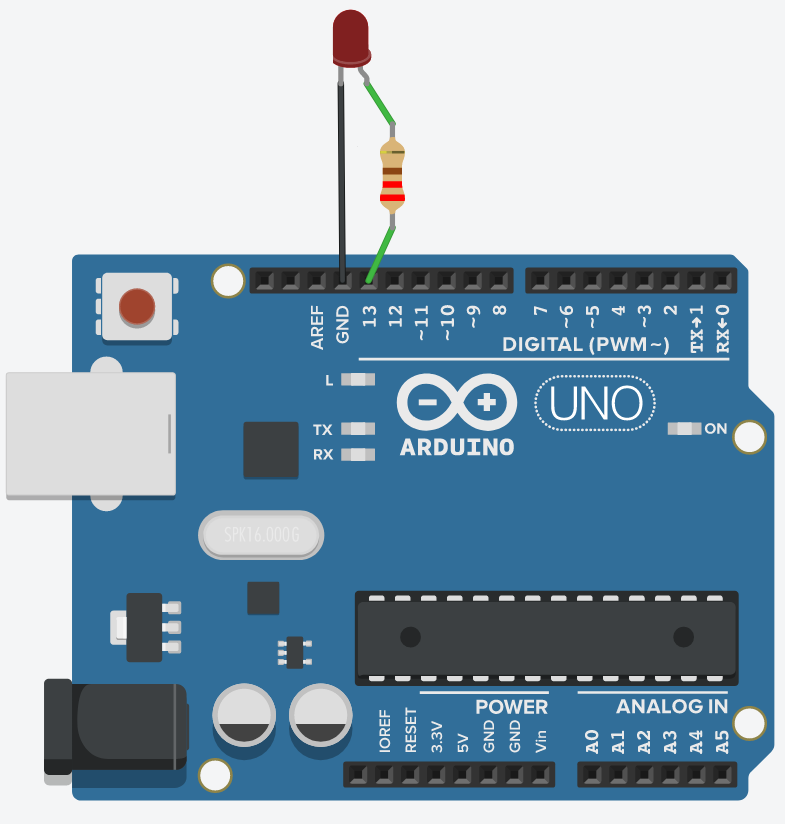 AREF
GND
13
12
~11
~10
~9
8
7
~6
~5
4
~3
2
TX→1
RX←0
DIGITAL (PWM~)
L
TX
RX
ARDUINO
UNO
ON
SPKT6.000G
POWER
ANALOG IN
IOREF
RESET
3.3V
5V
GND
GND
Vin
A0
A1
A2
A3
A4
A5